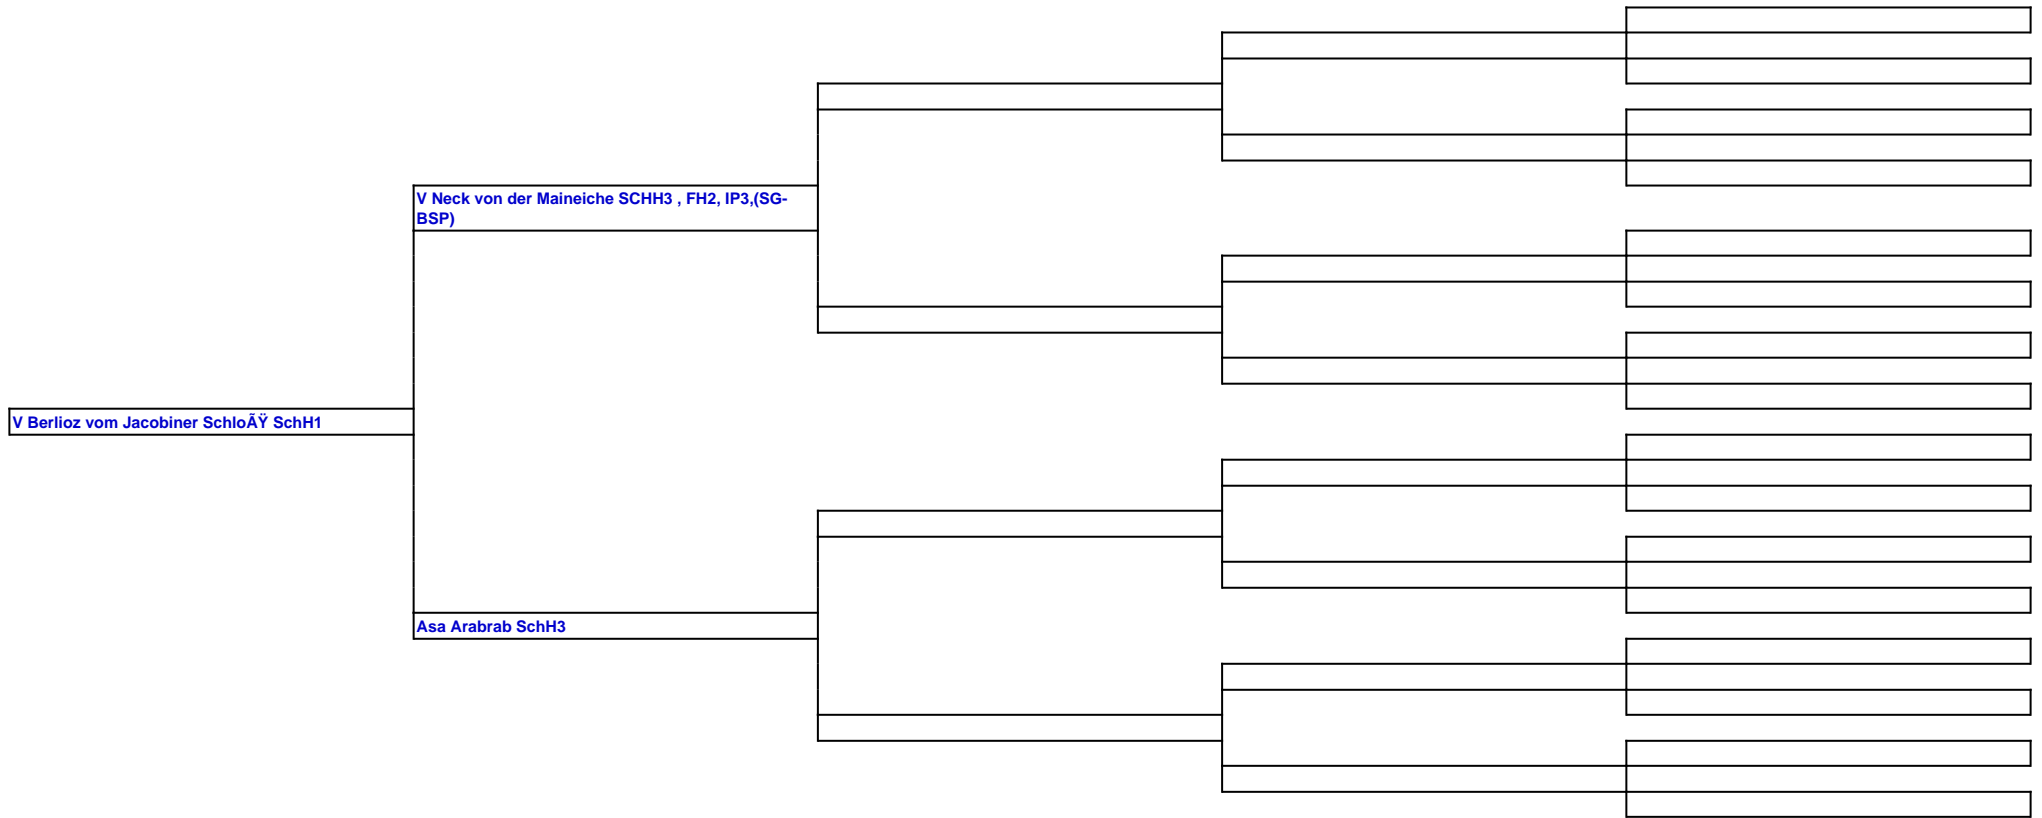 V Neck von der Maineiche SCHH3 , FH2, IP3,(SG-
BSP)
V Berlioz vom Jacobiner SchloÃŸ SchH1
Asa Arabrab SchH3